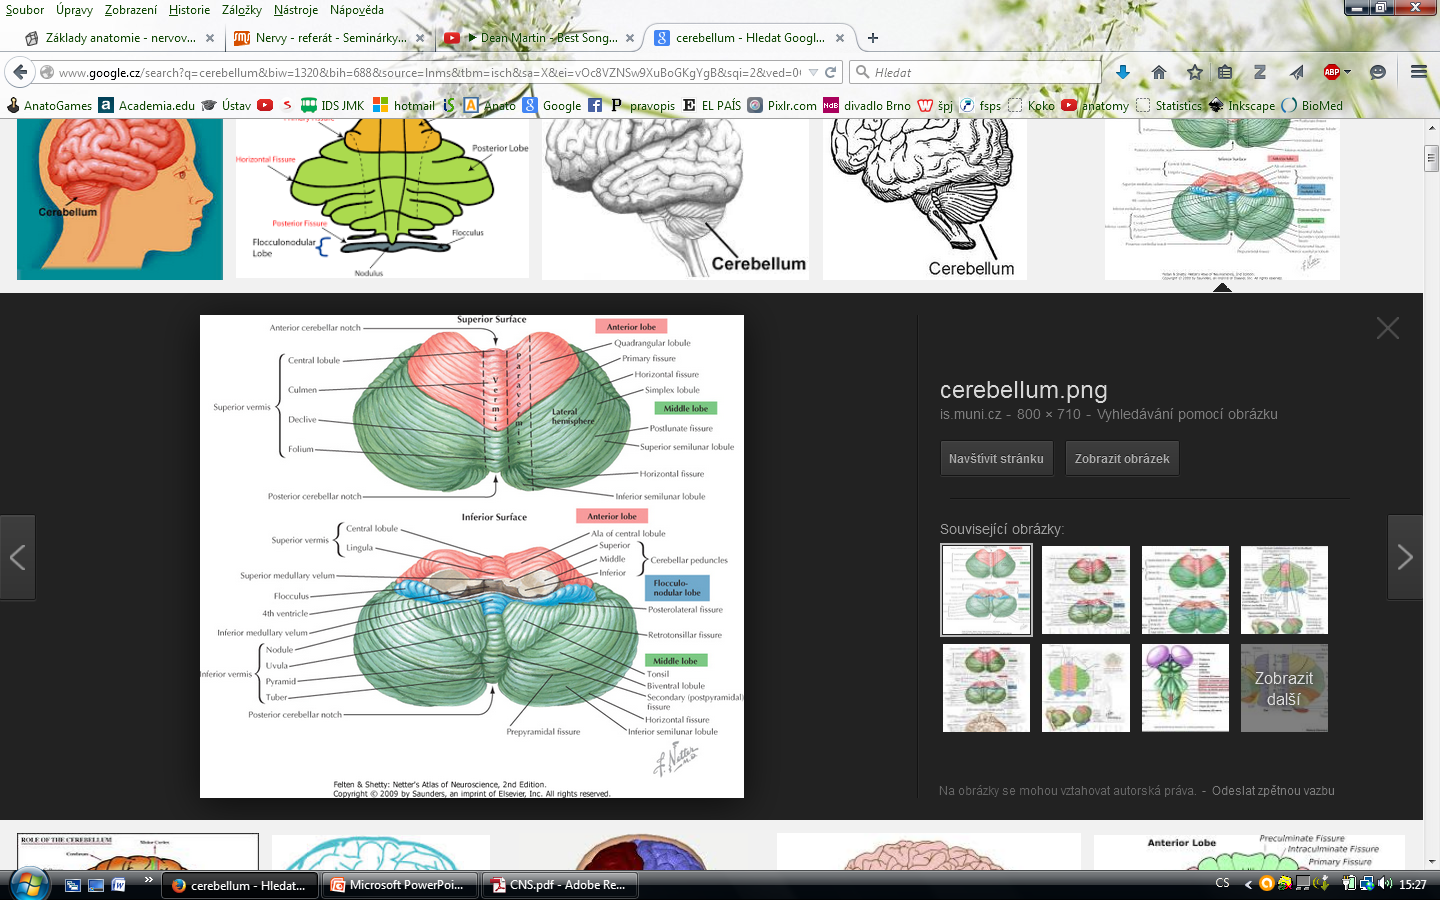 Soubor Úpravy Zobrazení Historie Záložky Nástroje Nápověda
Základy anatomie - nervov... Nervy - referát - Seminárky... Dean Martin - Best Song... cerebellum - Hledat Googl...
www.google.cz/search?q=cerebellum&biw=1320&bih=688&source=lnms&tbm=isch&sa=X&ei=vOc8VZNSw9XuBoGKgYgB&sqi=2&ved=0 Hledat
AnatoGames Academia.edu Ústav IDS JMK hotmail Anato Google pravopis EL PAÍS Pixlr.com divadlo Brno špj fsps Koko anatomy Statistics Inkscape BioMed
Cerebellum
Primary Fissure
Horizontal Fissure
Posterior Lobe
Posterior Fissure
Flocculonodular
Lobe
Flocculus
Nodulus
Cerebellum
Cerebellum
Superior Surface
Anterior cerebellar notch
Anterior lobe
Quadrangular lobule
Central lobule
Primary fissure
Horizontal fissure
Culmen
Simplex lobule
Superior vermis
Middle lobe
Vermis
Paravermis
Lateral
hemisphere
Declive
Postlunate fissure
Folium
Superior semilunar lobule
Horizontal fissure
Posterior cerebellar notch
Inferior semilunar lobule
Inferior Surface
Anterior lobe
Central lobule
Superior vermis
Lingula
Ala of central lobule
Superior
Middle
Inferior
Cerebellar peduncles
Superior medullary velum
Flocculo-
nodular lobe
Flocculus
4th ventricle
Posterolateral fissure
Inferior medullary velum
Retrotonsillar fissure
Nodule
Uvula
Inferior vermis
Pyramid
Tuber
Middle lobe
Tonsil
Biventral lobule
Secondary (postpyramidal)
fissure
Posterior cerebellar notch
Horizontal fissure
Prepyramidal fissure
Inferior semilunar lobule
F. Netter
M.D.
Felten & Shetty: Netter's Atlas of Neuroscience, 2nd Edition.
Copyright © 2009 by Saunders, an imprint of Elsevier, Inc. All rights reserved.
cerebellum.png
is.muni.cz - 800 × 710 - Vyhledávání pomocí obrázku
Navštívit stránku Zobrazit obrázek
Související obrázky:
Zobrazit
další
Na obrázky se mohou vztahovat autorská práva. - Odeslat zpětnou vazbu
ROLE OF THE CEREBELLUM
Motor Cortex
Cerebrum
Anterior Lobe
Preculminate Fissure
Intraculminate Fissure
Primary Fissure
cerebellum - Hledat... Microsoft PowerPoi... CNS.pdf - Adobe Re... CS 15:27